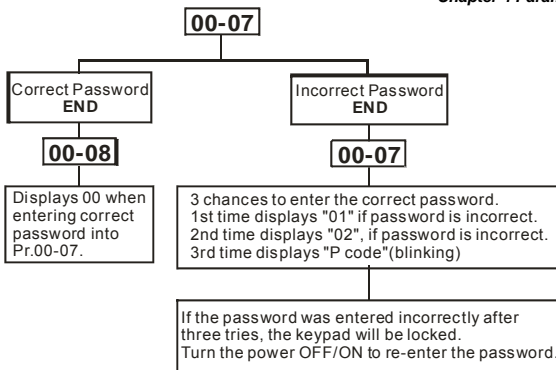 00-07
Correct Password
END
Incorrect Password
END
00-08
00-07
Displays 00 when
entering correct
password into
Pr.00-07.
3 chances to enter the correct password.
1st time displays "01" if password is incorrect.
2nd time displays "02", if password is incorrect.
3rd time displays "P code"(blinking)
If the password was entered incorrectly after
three tries, the keypad will be locked.
Turn the power OFF/ON to re-enter the password.